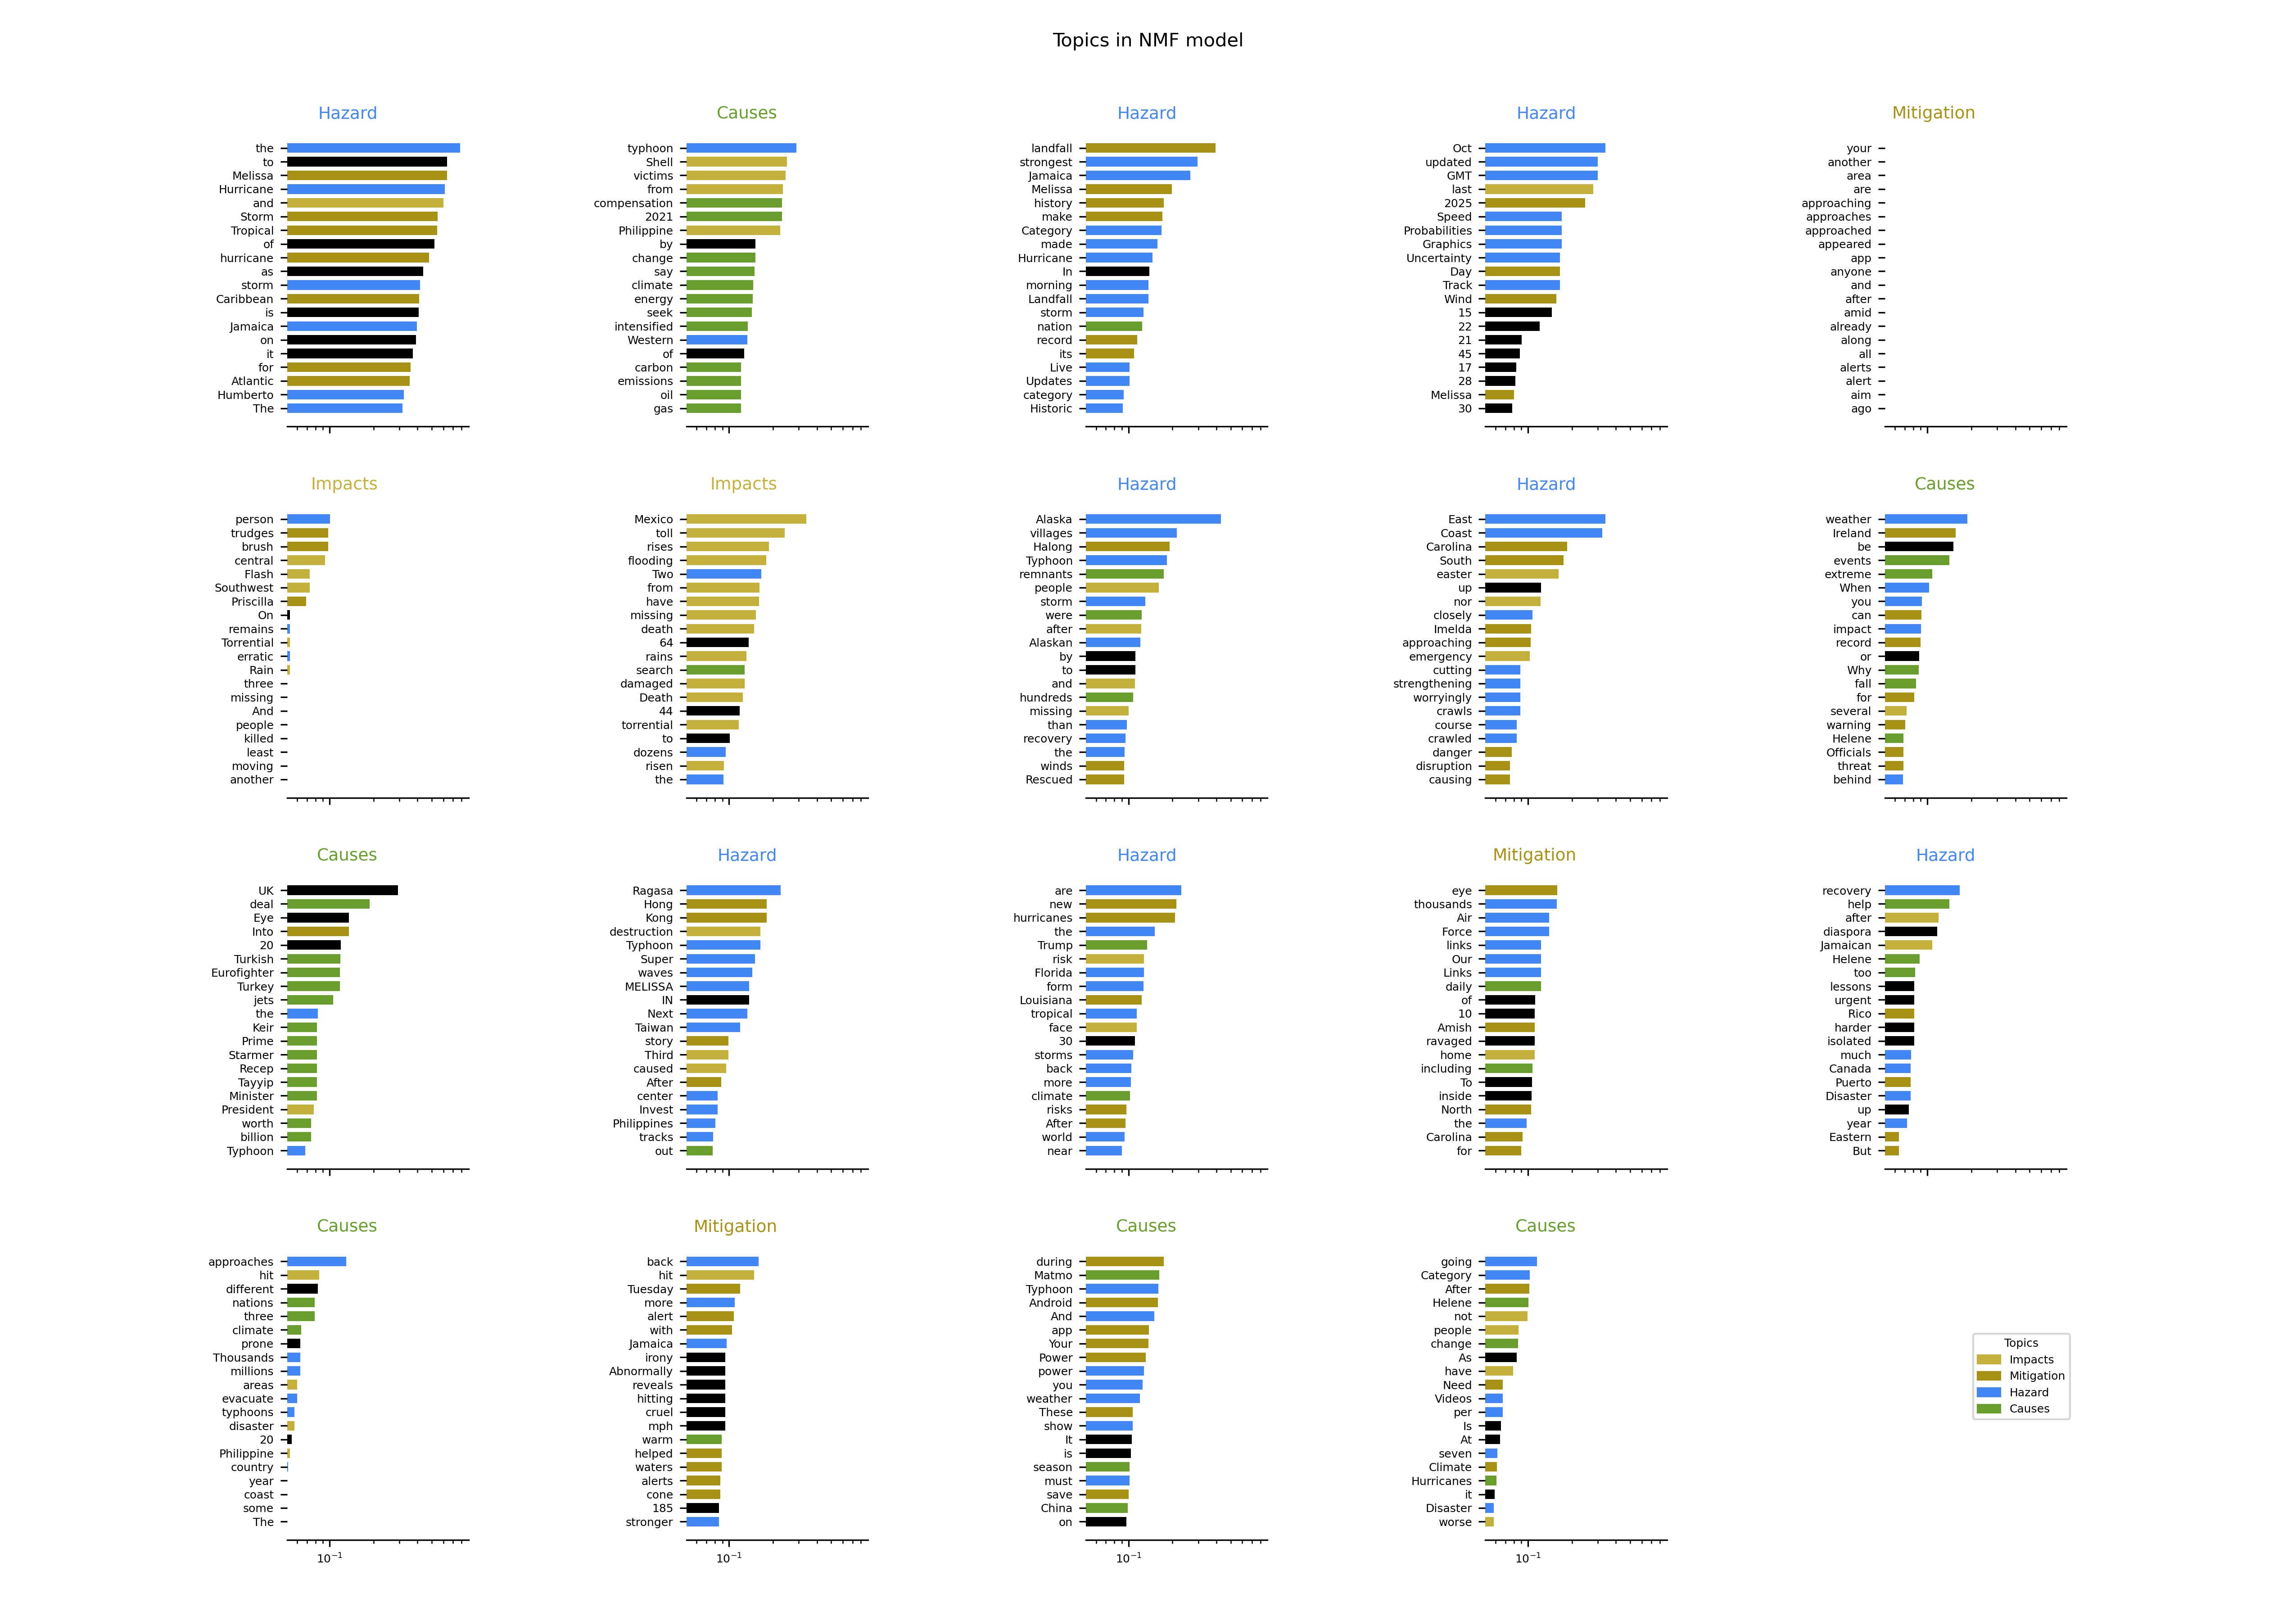 Topics in NMF model
Hazard
the
to
Melissa
Hurricane
and
Storm
Tropical
of
hurricane
as
storm
Caribbean
is
Jamaica
on
it
for
Atlantic
Humberto
The
Causes
typhoon
Shell
victims
from
compensation
2021
Philippine
by
change
say
climate
energy
seek
intensified
Western
of
carbon
emissions
oil
gas
Hazard
landfall
strongest
Jamaica
Melissa
history
make
Category
made
Hurricane
In
morning
Landfall
storm
nation
record
its
Live
Updates
category
Historic
Hazard
Oct
updated
GMT
last
2025
Speed
Probabilities
Graphics
Uncertainty
Day
Track
Wind
15
22
21
45
17
28
Melissa
30
Mitigation
your
another
area
are
approaching
approaches
approached
appeared
app
anyone
and
after
amid
already
along
all
alerts
alert
aim
ago
Impacts
person
trudges
brush
central
Flash
Southwest
Priscilla
On
remains
Torrential
erratic
Rain
three
missing
And
people
killed
least
moving
another
Impacts
Mexico
toll
rises
flooding
Two
from
have
missing
death
64
rains
search
damaged
Death
44
torrential
to
dozens
risen
the
Hazard
Alaska
villages
Halong
Typhoon
remnants
people
storm
were
after
Alaskan
by
to
and
hundreds
missing
than
recovery
the
winds
Rescued
Hazard
East
Coast
Carolina
South
easter
up
nor
closely
Imelda
approaching
emergency
cutting
strengthening
worryingly
crawls
course
crawled
danger
disruption
causing
Causes
weather
Ireland
be
events
extreme
When
you
can
impact
record
or
Why
fall
for
several
warning
Helene
Officials
threat
behind
Causes
UK
deal
Eye
Into
20
Turkish
Eurofighter
Turkey
jets
the
Keir
Prime
Starmer
Recep
Tayyip
Minister
President
worth
billion
Typhoon
Hazard
Ragasa
Hong
Kong
destruction
Typhoon
Super
waves
MELISSA
IN
Next
Taiwan
story
Third
caused
After
center
Invest
Philippines
tracks
out
Hazard
are
new
hurricanes
the
Trump
risk
Florida
form
Louisiana
tropical
face
30
storms
back
more
climate
risks
After
world
near
Mitigation
eye
thousands
Air
Force
links
Our
Links
daily
of
10
Amish
ravaged
home
including
To
inside
North
the
Carolina
for
Hazard
recovery
help
after
diaspora
Jamaican
Helene
too
lessons
urgent
Rico
harder
isolated
much
Canada
Puerto
Disaster
up
year
Eastern
But
Causes
approaches
hit
different
nations
three
climate
prone
Thousands
millions
areas
evacuate
typhoons
disaster
20
Philippine
country
year
coast
some
The
10⁻¹
Mitigation
back
hit
Tuesday
more
alert
with
Jamaica
irony
Abnormally
reveals
hitting
cruel
mph
warm
helped
waters
alerts
cone
185
stronger
10⁻¹
Causes
during
Matmo
Typhoon
Android
And
app
Your
Power
power
you
weather
These
show
It
is
season
must
save
China
on
10⁻¹
Causes
going
Category
After
Helene
not
people
change
As
have
Need
Videos
per
Is
At
seven
Climate
Hurricanes
it
Disaster
worse
10⁻¹
Topics
Impacts
Mitigation
Hazard
Causes